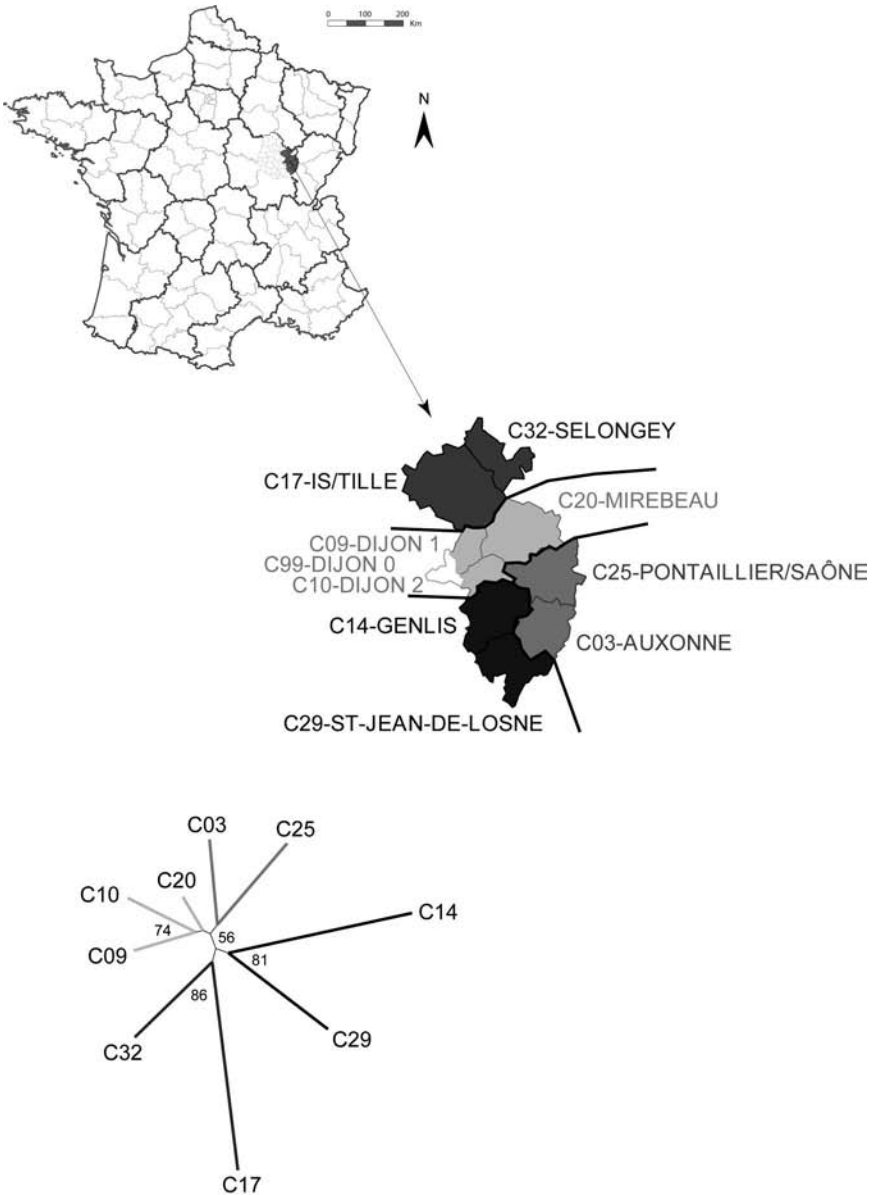 0 100 200
Km
N
C32-SELONGEY
C17-IS/TILLE
C20-MIREBEAU
C09-DIJON 1
C99-DIJON 0
C10-DIJON 2
C25-PONTAILLIER/SAÔNE
C14-GENLIS
C03-AUXONNE
C29-ST-JEAN-DE-LOSNE
C03
C25
C20
C10
C14
74
56
C09
81
86
C32
C29
C17